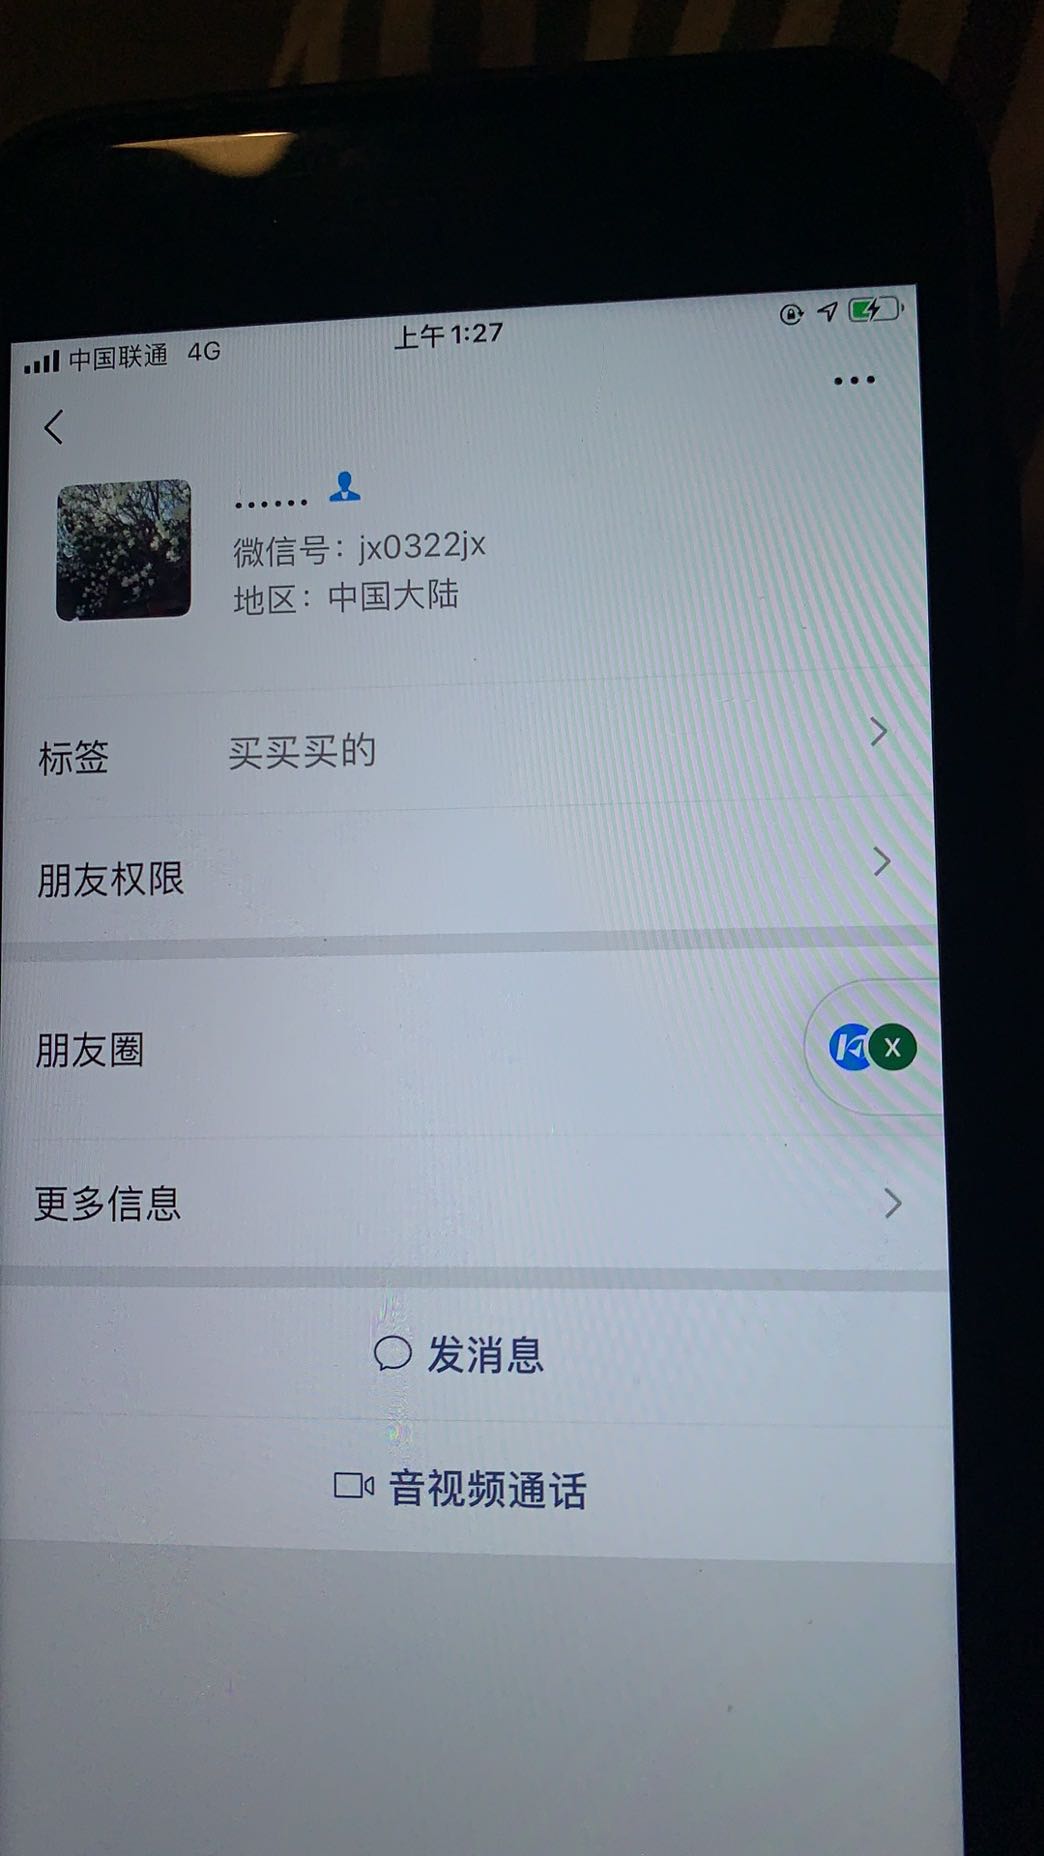 中国联通 4G 上午1:27
......
微信号：jx0322jx
地区：中国大陆
标签 买买买的
朋友权限
朋友圈
X
更多信息
发消息
音视频通话